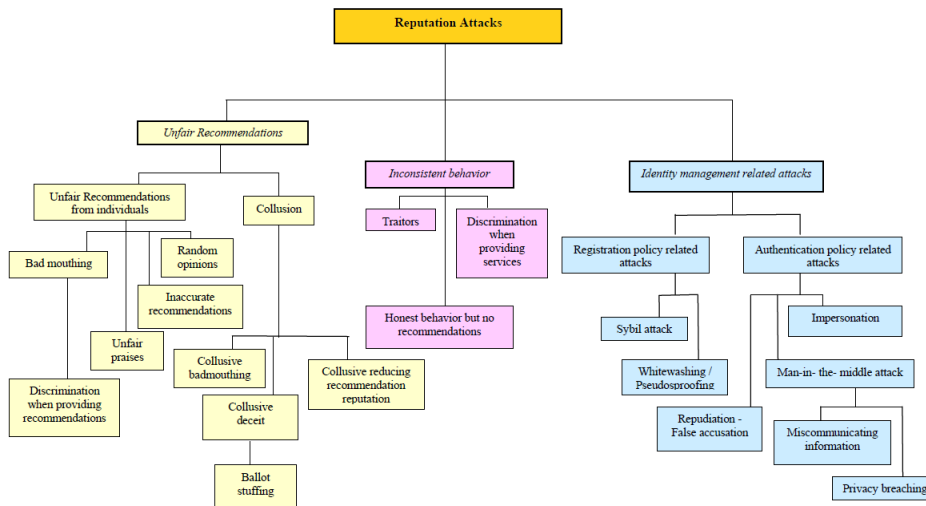 Reputation Attacks
Unfair Recommendations
Inconsistent behavior
Identity management related attacks
Unfair Recommendations
from individuals
Collusion
Traitors
Discrimination
when
providing
services
Registration policy related
attacks
Authentication policy related
attacks
Bad mouthing
Random
opinions
Inaccurate
recommendations
Honest behavior but no
recommendations
Impersonation
Sybil attack
Unfair
praises
Collusive
badmouthing
Collusive reducing
recommendation
reputation
Whitewashing /
Pseudosproofing
Man-in- the- middle attack
Discrimination
when providing
recommendations
Collusive
deceit
Repudiation -
False accusation
Miscommunicating
information
Ballot
stuffing
Privacy breaching